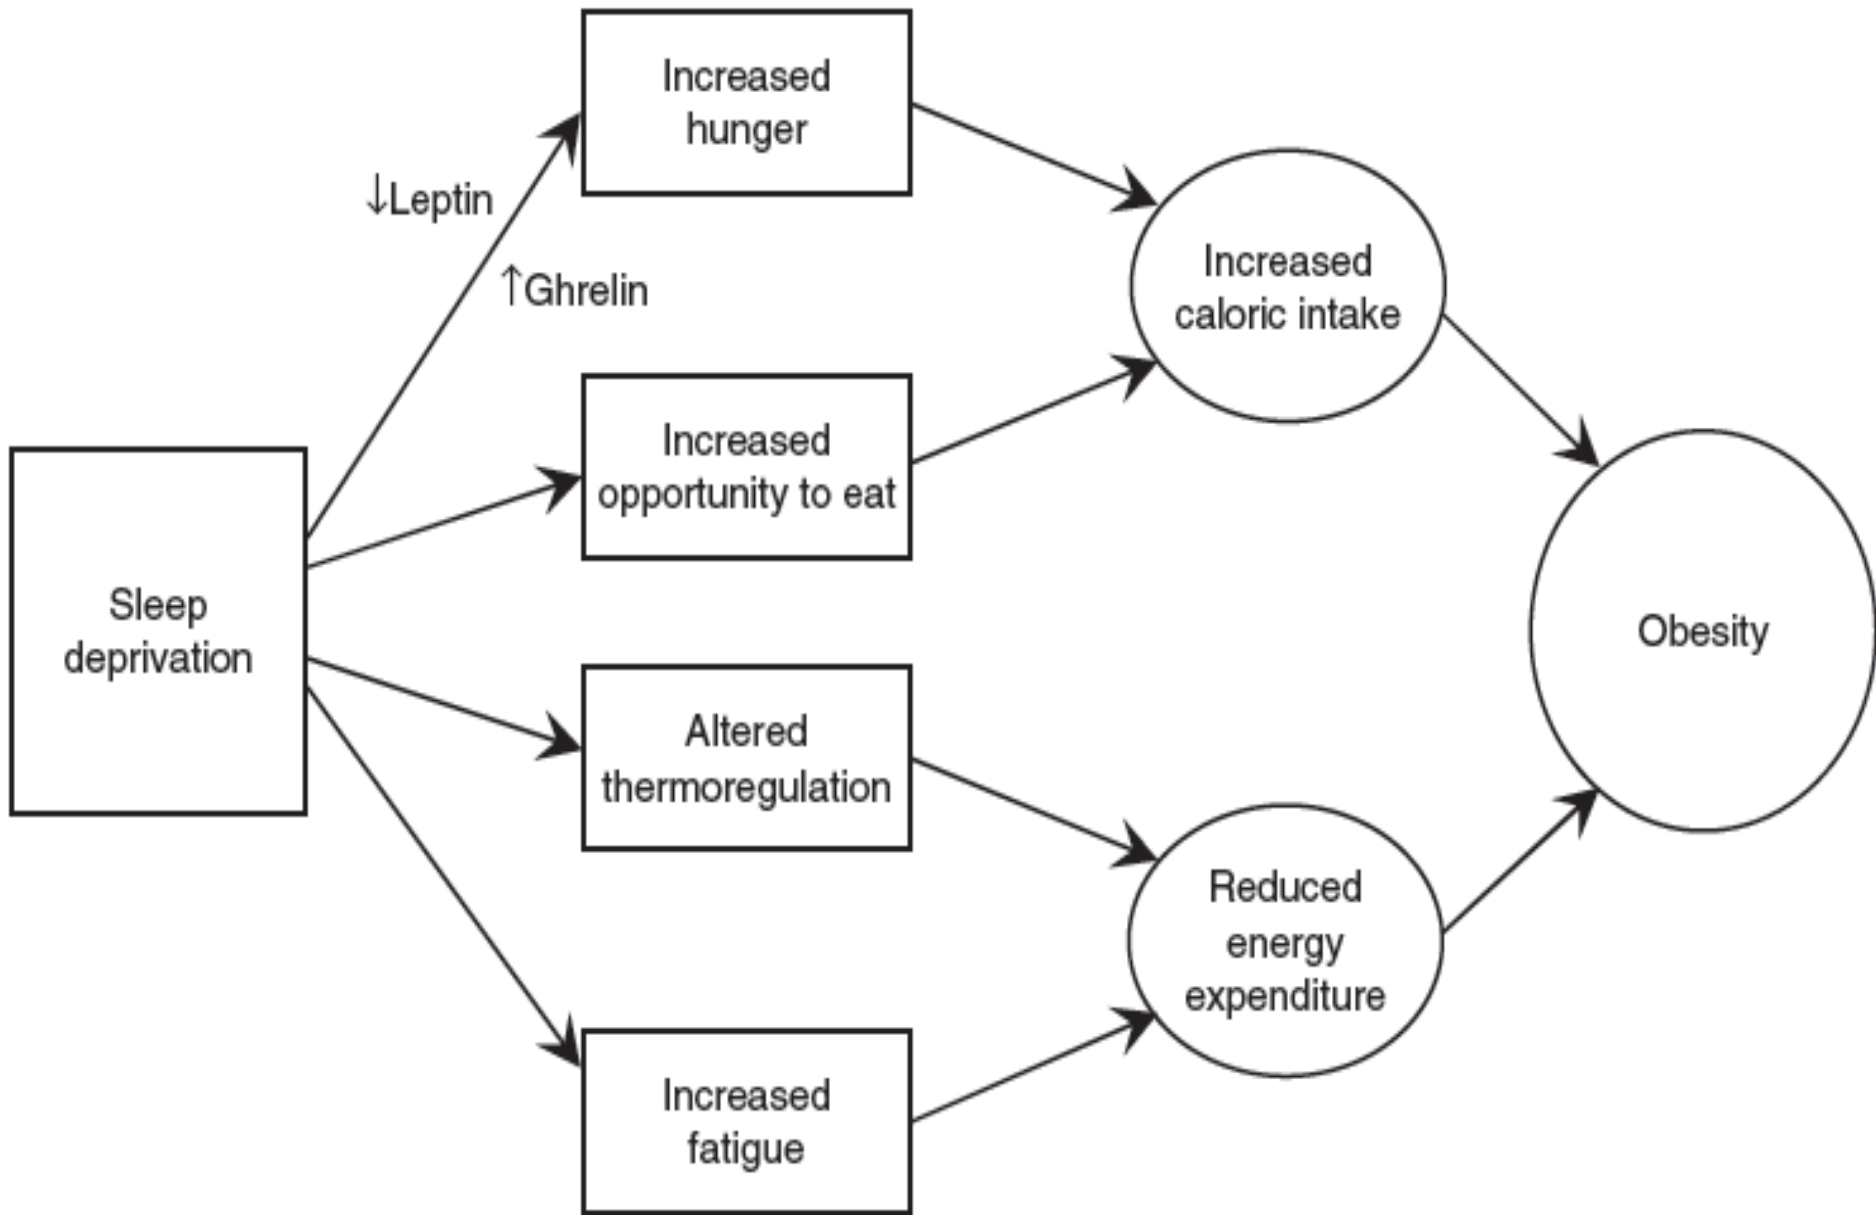 Increased
hunger
↓Leptin
↑Ghrelin
Increased
caloric intake
Increased
opportunity to eat
Sleep
deprivation
Obesity
Altered
thermoregulation
Reduced
energy
expenditure
Increased
fatigue